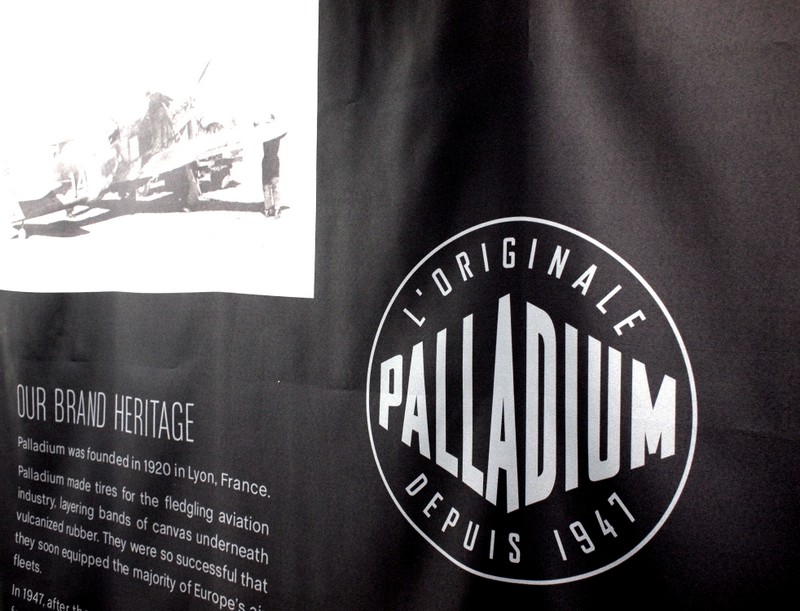 L'ORIGINALE
PALLADIUM
DEPUIS 1947
OUR BRAND HERITAGE
Palladium was founded in 1920 in Lyon, France.
Palladium made tires for the fledgling aviation
industry, layering bands of canvas underneath
vulcanized rubber. They were so successful that
they soon equipped the majority of Europe's
fleets.
In 1947, after